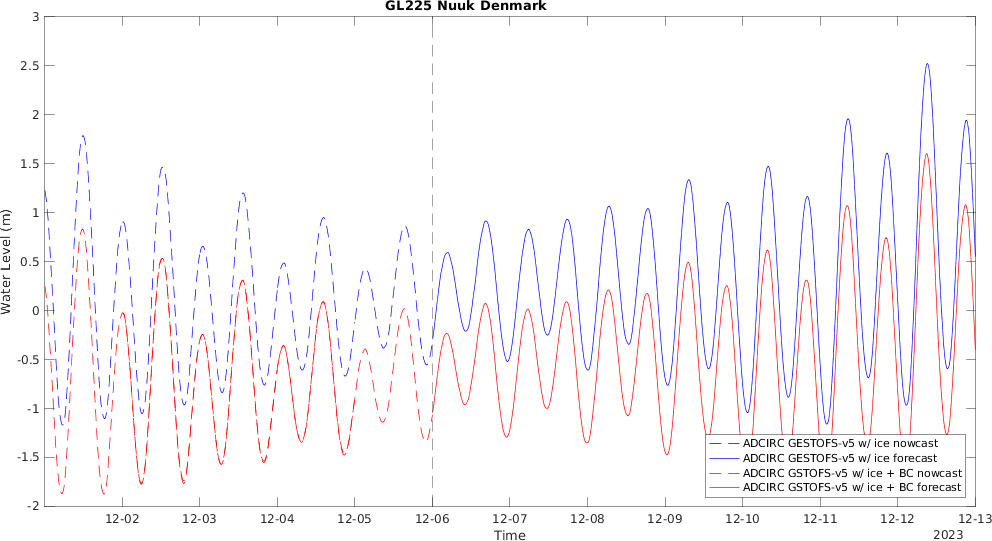 GL225 Nuuk Denmark
3
2.5
2
1.5
1
0.5
0
-0.5
-1
-1.5
-2
Water Level (m)
ADCIRC GESTOFS-v5 w/ ice nowcast
ADCIRC GESTOFS-v5 w/ ice forecast
ADCIRC GSTOFS-v5 w/ ice + BC nowcast
ADCIRC GSTOFS-v5 w/ ice + BC forecast
12-02 12-03 12-04 12-05 12-06 12-07 12-08 12-09 12-10 12-11 12-12 12-13
Time
2023